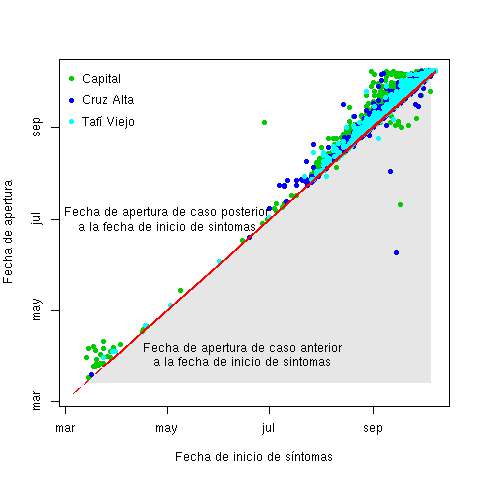 Capital
Cruz Alta
Tafí Viejo
sep
Fecha de apertura de caso posterior
a la fecha de inicio de sintomas
jul
Fecha de apertura
may
Fecha de apertura de caso anterior
a la fecha de inicio de sintomas
mar
mar may jul sep
Fecha de inicio de síntomas